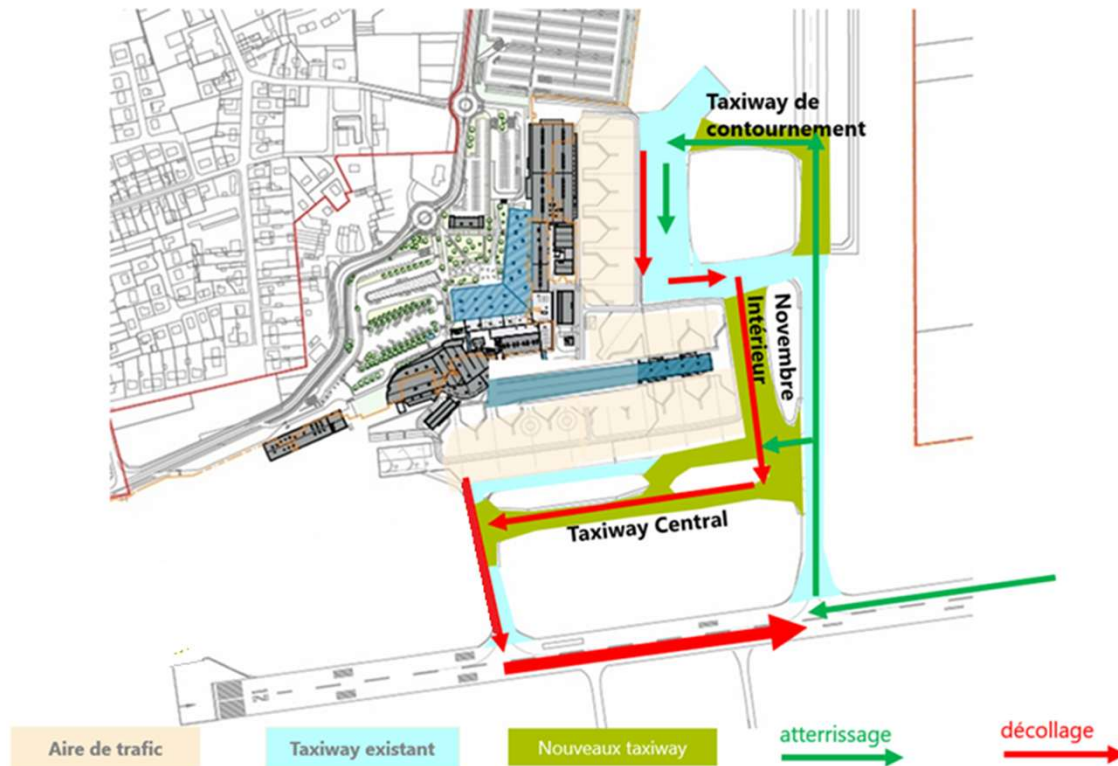 Taxiway de
contournement
Intérieur
Novembre
Taxiway Central
Aire de trafic
Taxiway existant
Nouveaux taxiway
atterrissage
décollage